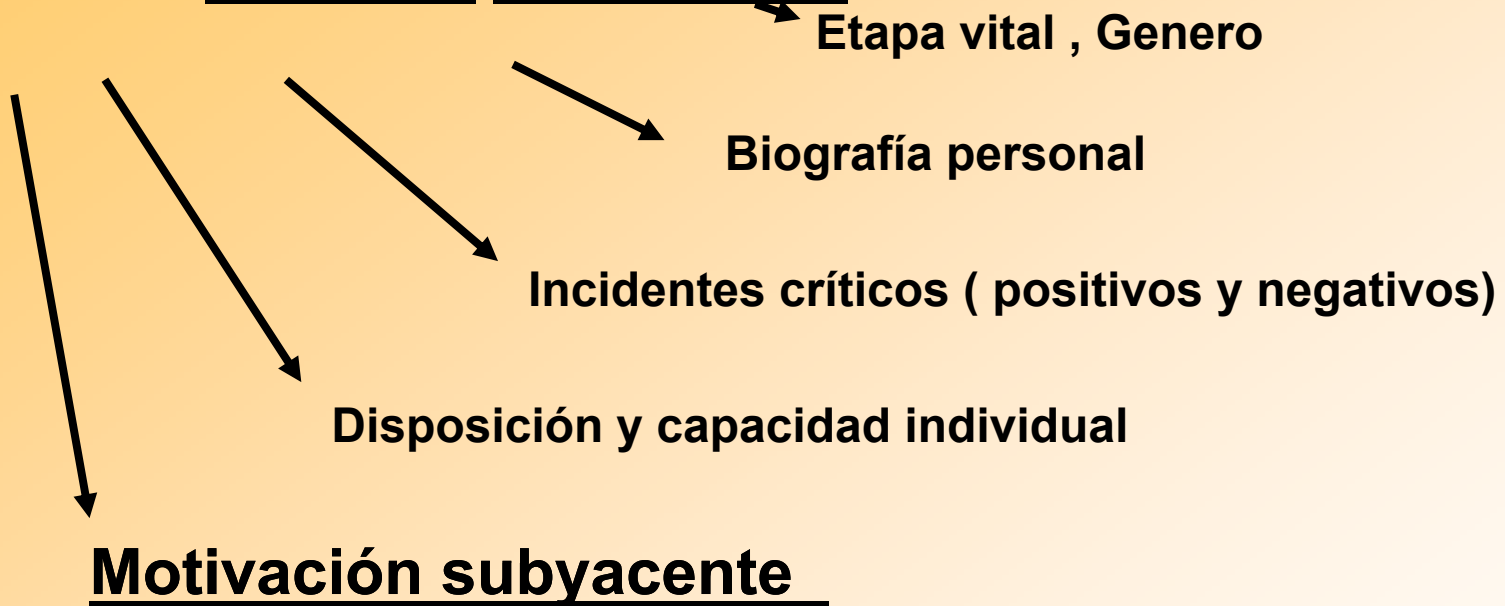 Etapa vital , Genero
Biografía personal
Incidentes críticos ( positivos y negativos)
Disposición y capacidad individual
Motivación subyacente